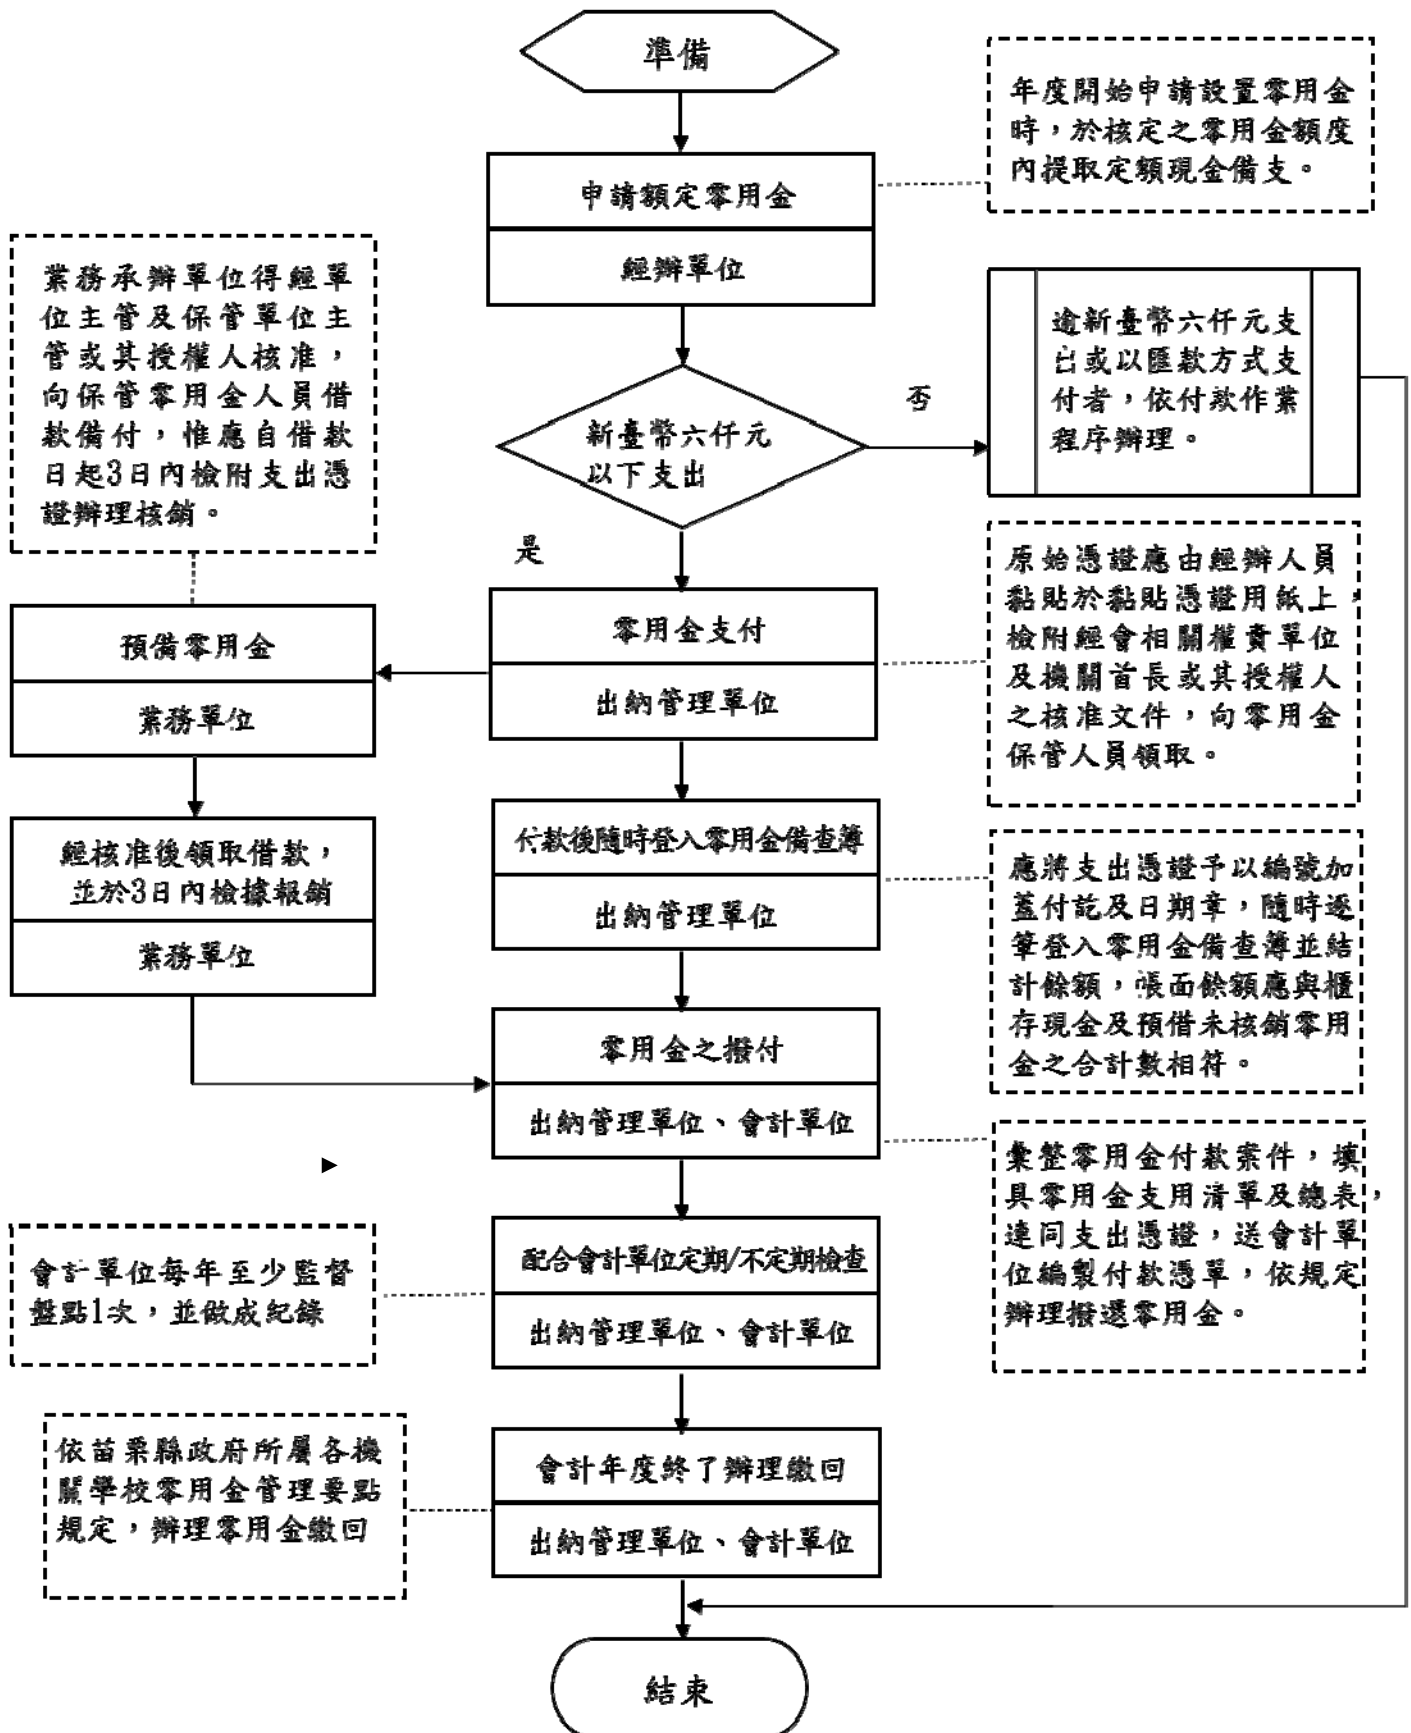 準備
年度開始申請設置零用金
時，於核定之零用金額度
內提取定額現金備支。
申請額定零用金
經辦單位
業務承辦單位得經單
位主管及保管單位主
管或其授權人核准，
向保管零用金人員借
款備付，惟應自借款
日起3日內檢附支出憑
證辦理核銷。
新臺幣六仟元
以下支出
否
逾新臺幣六仟元支
出或以匯款方式支
付者，依付款作業
程序辦理。
是
零用金支付
出納管理單位
原始憑證應由經辦人員
黏貼於黏貼憑證用紙上，
檢附經會相關權責單位
及機關首長或其授權人
之核准文件，向零用金
保管人員領取。
預備零用金
業務單位
經核准後領取借款，
並於3日內檢據報銷
業務單位
付款後隨時登入零用金備查簿
出納管理單位
應將支出憑證予以編號加
蓋付訖及日期章，隨時逐
筆登入零用金備查簿並結
計餘額，帳面餘額應與櫃
存現金及預借未核銷零用
金之合計數相符。
零用金之撥付
出納管理單位、會計單位
彙整零用金付款案件，填
具零用金支用清單及總表，
連同支出憑證，送會計單
位編製付款憑單，依規定
辦理撥還零用金。
配合會計單位定期/不定期檢查
出納管理單位、會計單位
會計單位每年至少監督
盤點1次，並做成紀錄
會計年度終了辦理繳回
出納管理單位、會計單位
依苗栗縣政府所屬各機
關學校零用金管理要點
規定，辦理零用金繳回
結束